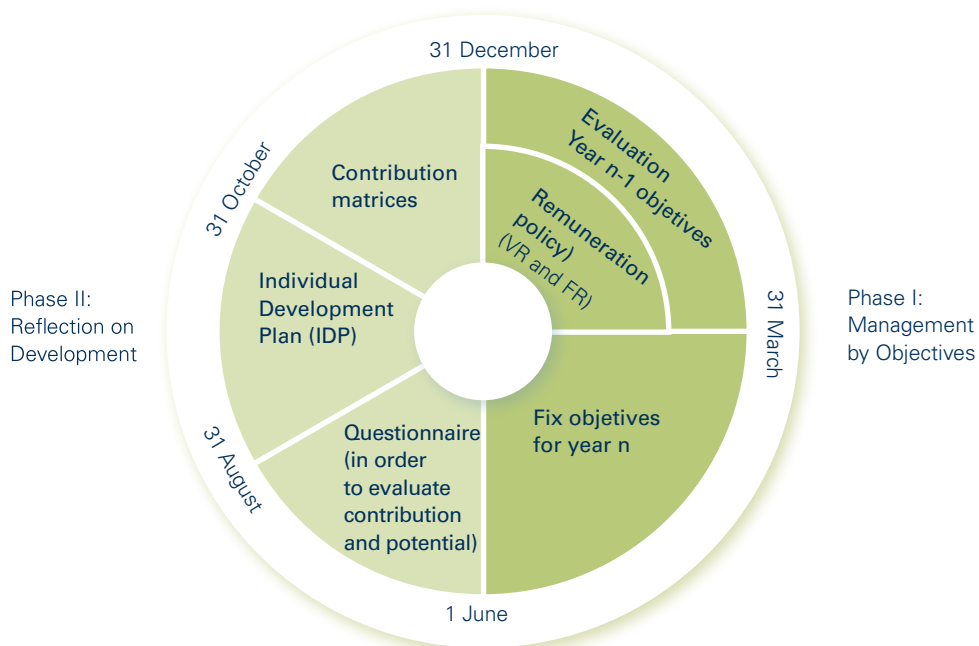 31 December
Evaluation
Year n-1 objetives
Remuneration
policy)
(VR and FR)
31 March
Phase I:
Management
by Objectives
Fix objetives
for year n
1 June
Questionnaire
(in order
to evaluate
contribution
and potential)
31 August
Individual
Development
Plan (IDP)
Phase II:
Reflection on
Development
31 October
Contribution
matrices